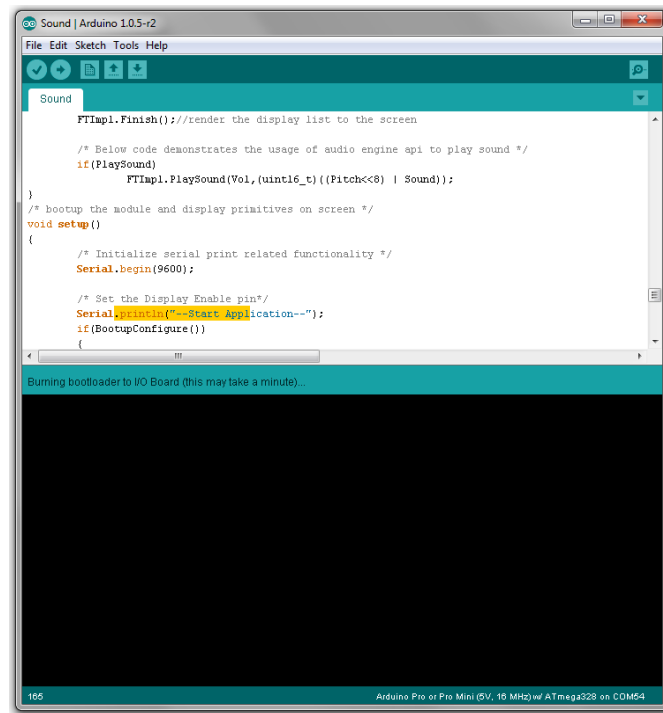 Sound | Arduino 1.0.5-r2
File Edit Sketch Tools Help
Sound
FTImpl.Finish();//render the display list to the screen
/* Below code demonstrates the usage of audio engine api to play sound */
if(PlaySound)
FTImpl.PlaySound(Vol,(uint16_t)((Pitch<<8) | Sound));
}
/* bootup the module and display primitives on screen */
void setup()
{
/* Initialize serial print related functionality */
Serial.begin(9600);
/* Set the Display Enable pin*/
Serial.println("--Start Application--");
if(BootupConfigure())
{
Burning bootloader to I/O Board (this may take a minute)...
165
Arduino Pro or Pro Mini (5V, 16 MHz) w/ ATmega328 on COM54